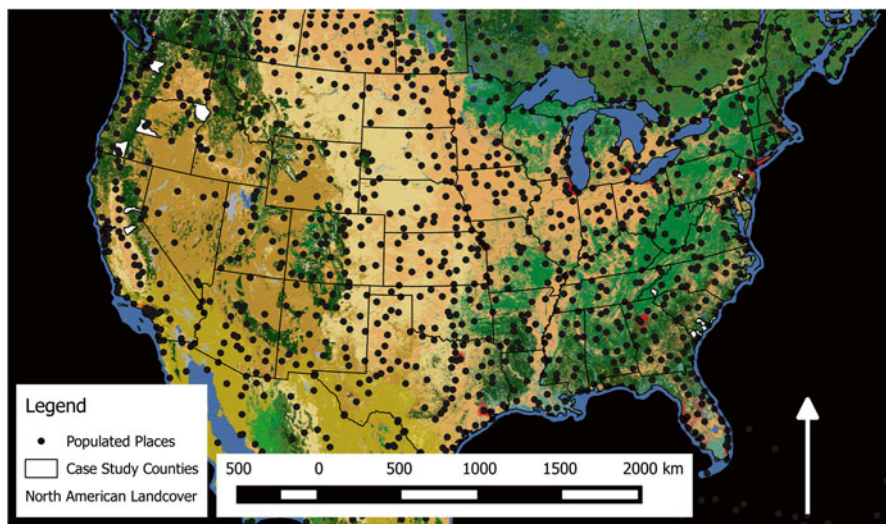 Legend
Populated Places
Case Study Counties
North American Landcover
500 0 500 1000 1500 2000 km